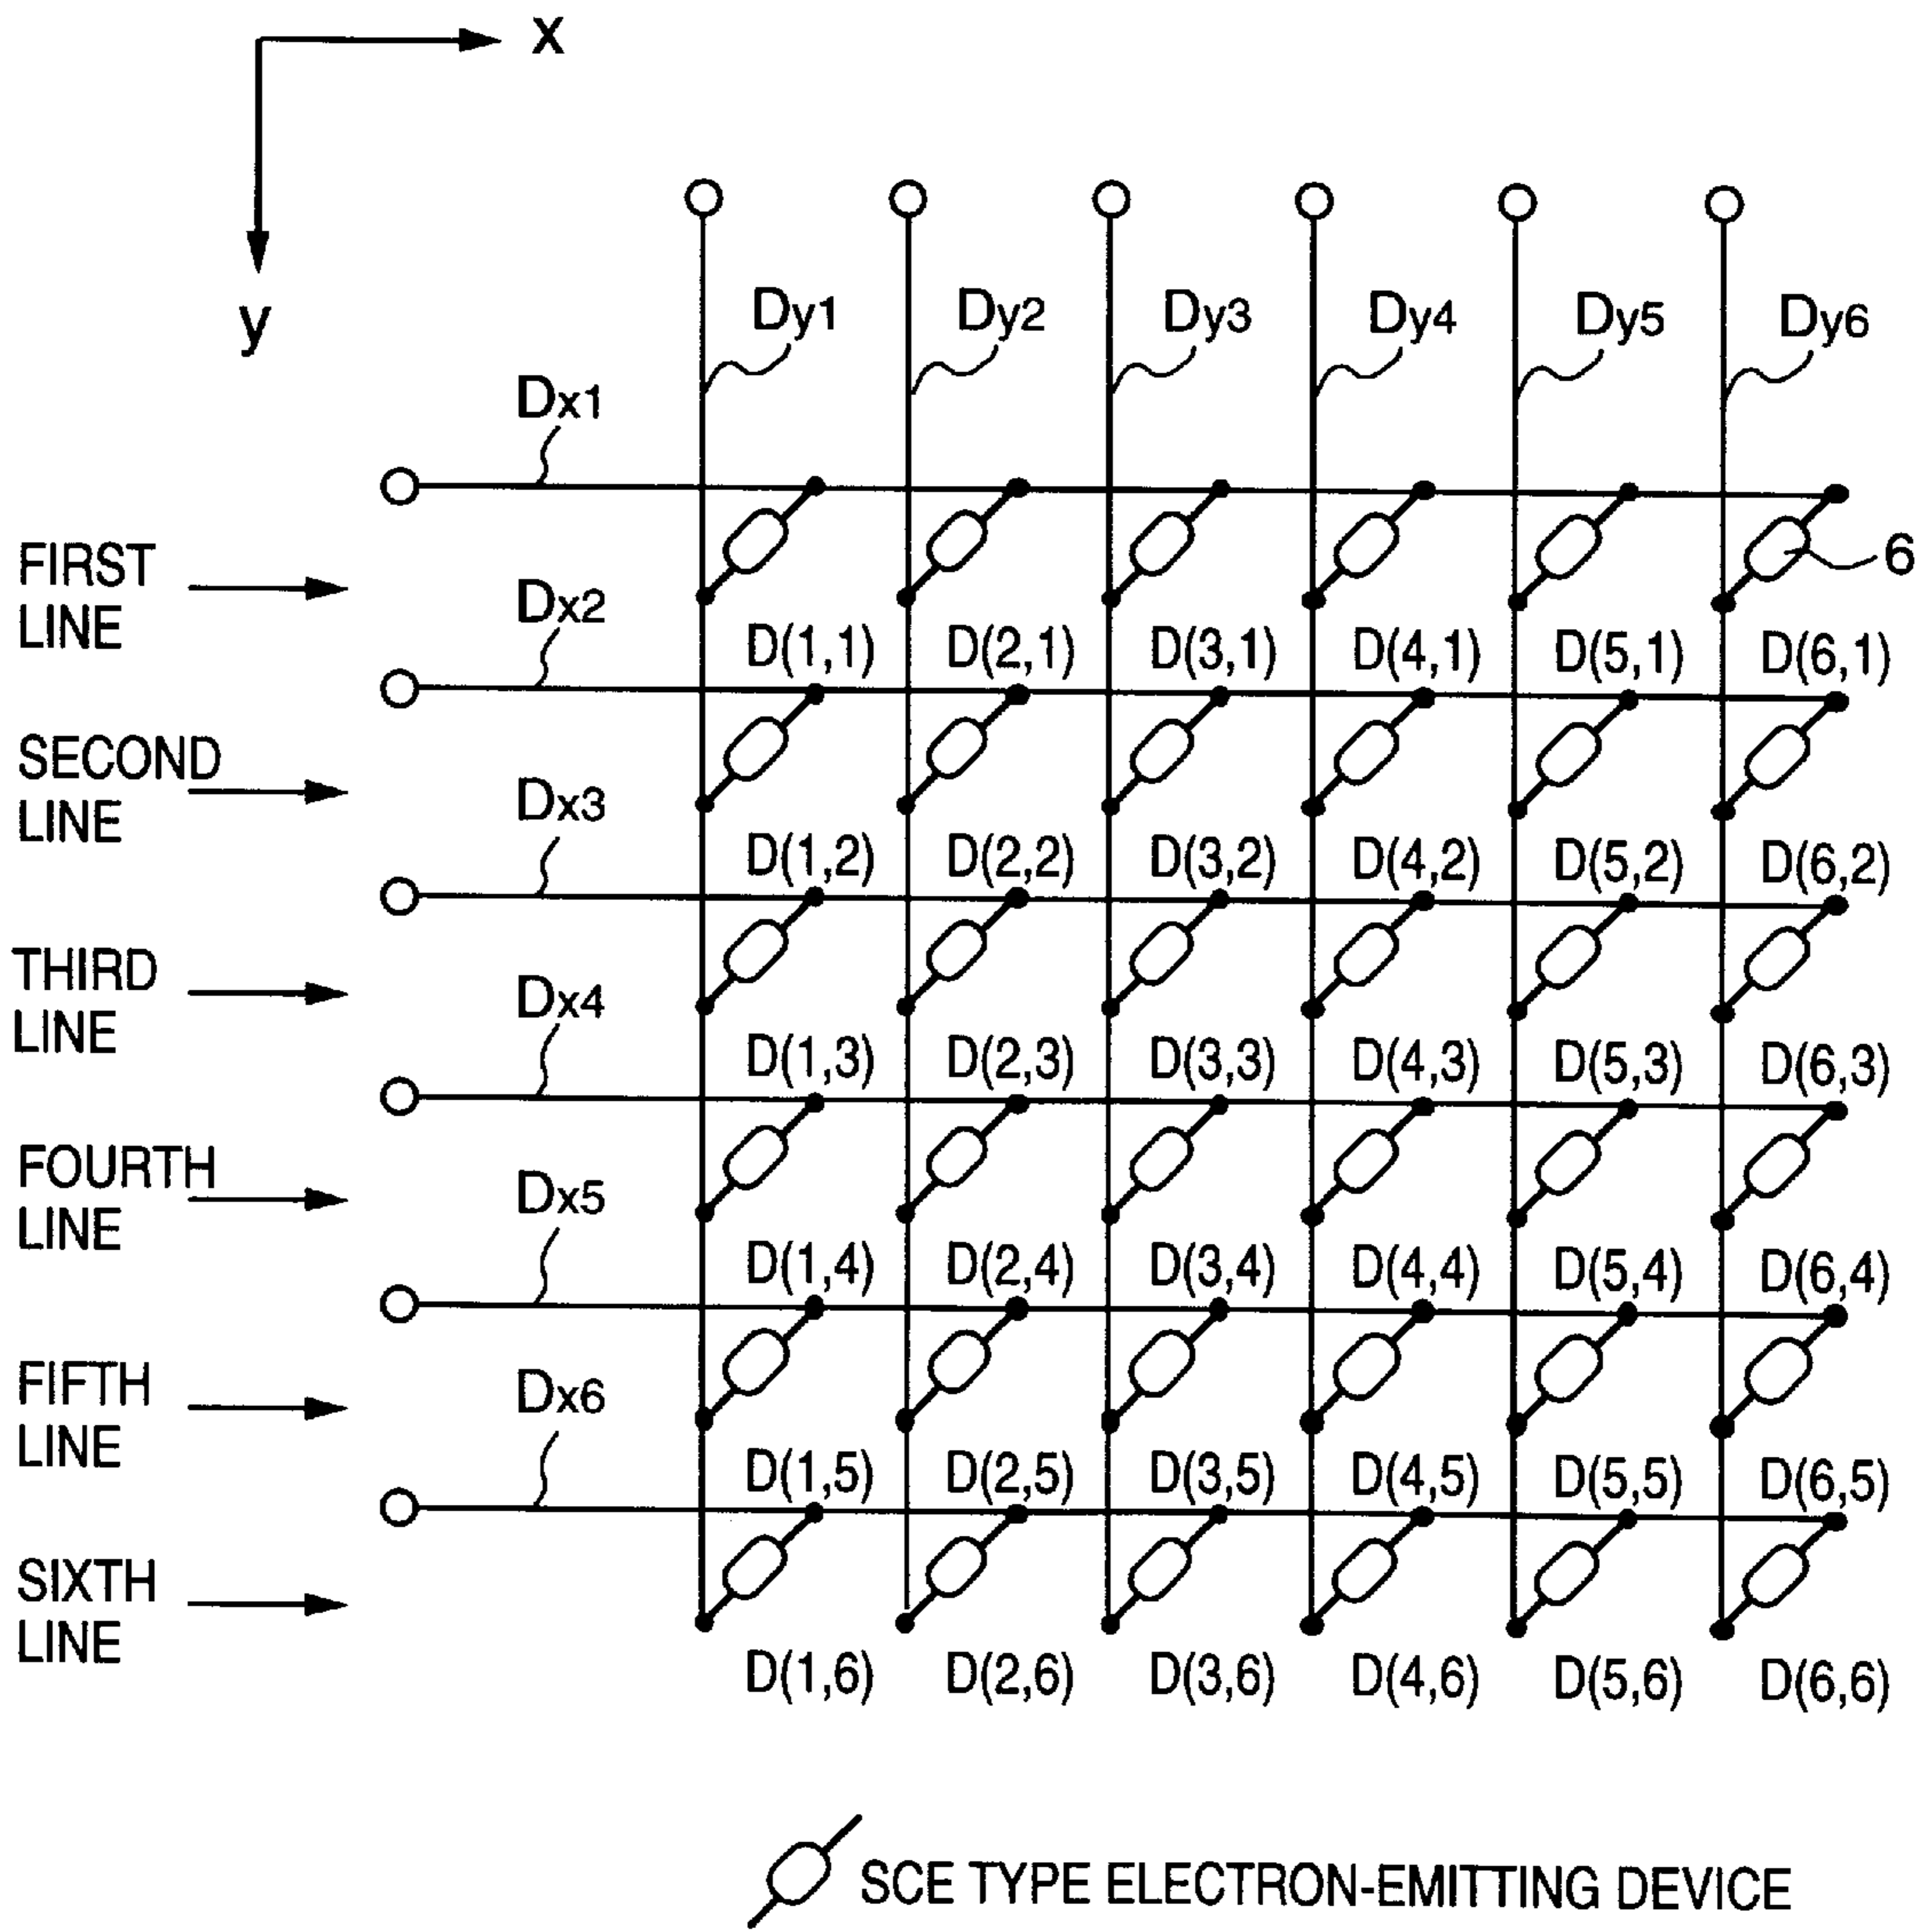 x
y
Dy1 Dy2 Dy3 Dy4 Dy5 Dy6
Dx1
FIRST
LINE
6
Dx2
D(1,1) D(2,1) D(3,1) D(4,1) D(5,1) D(6,1)
SECOND
LINE
Dx3
D(1,2) D(2,2) D(3,2) D(4,2) D(5,2) D(6,2)
THIRD
LINE
Dx4
D(1,3) D(2,3) D(3,3) D(4,3) D(5,3) D(6,3)
FOURTH
LINE
Dx5
D(1,4) D(2,4) D(3,4) D(4,4) D(5,4) D(6,4)
FIFTH
LINE
Dx6
D(1,5) D(2,5) D(3,5) D(4,5) D(5,5) D(6,5)
SIXTH
LINE
D(1,6) D(2,6) D(3,6) D(4,6) D(5,6) D(6,6)
SCE TYPE ELECTRON-EMITTING DEVICE